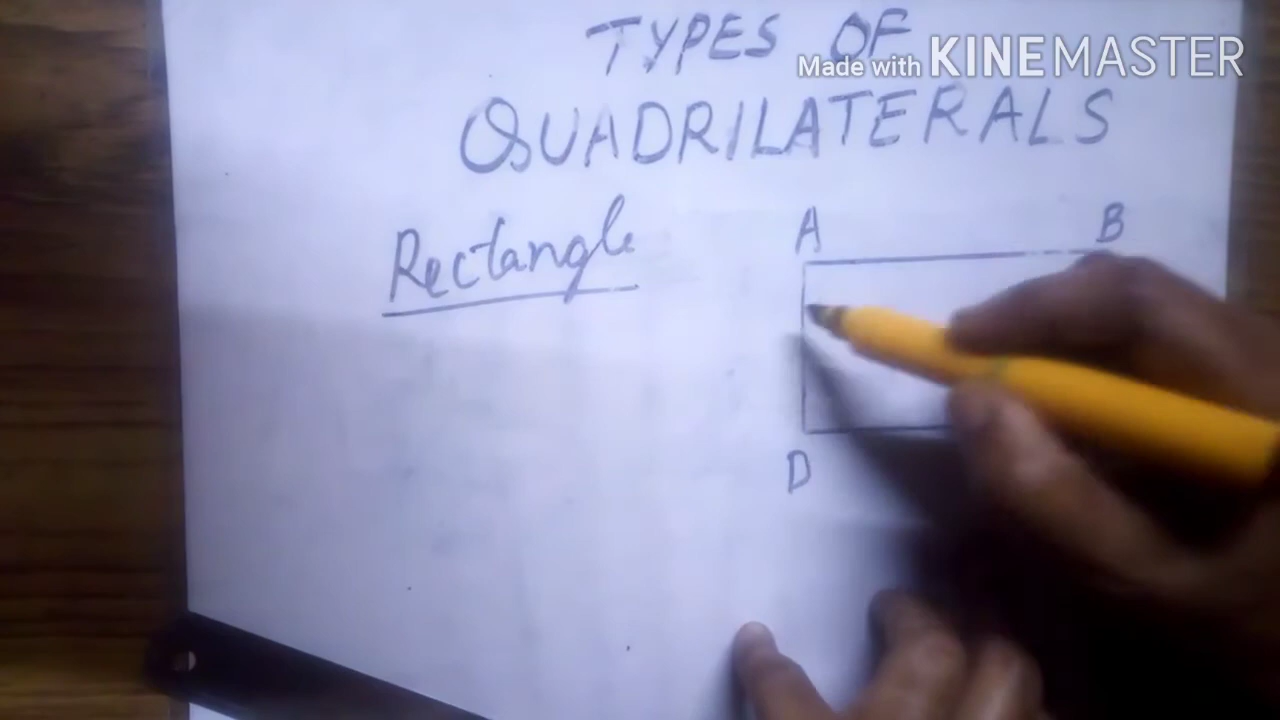 TYPES OF
Made with KINEMASTER
QUADRILATERALS
Rectangle
A B
D